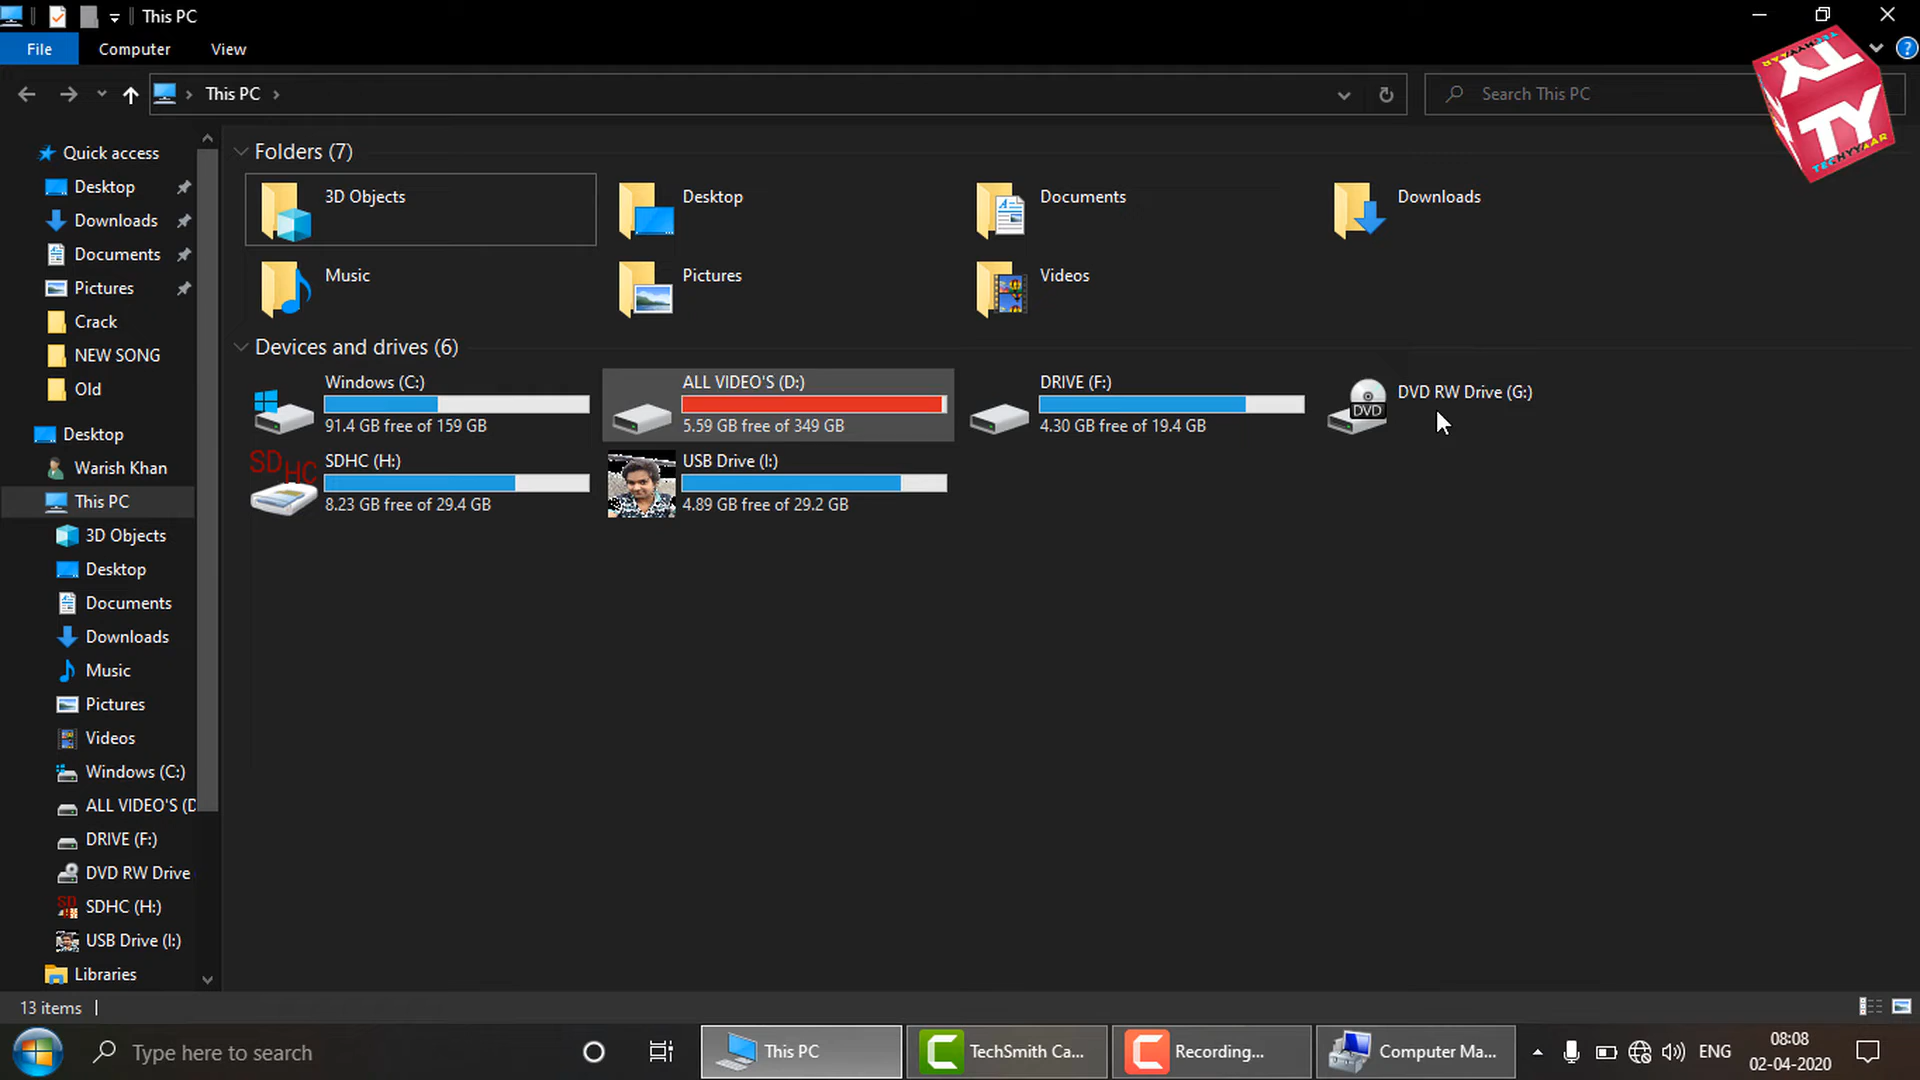 This PC
File Computer View
This PC
Search This PC
TECHYYAAR
TY
TY
TECHYYAAR
Quick access
Desktop
Downloads
Documents
Pictures
Crack
NEW SONG
Old
Desktop
Warish Khan
This PC
3D Objects
Desktop
Documents
Downloads
Music
Pictures
Videos
Windows (C:)
ALL VIDEO'S (D
DRIVE (F:)
DVD RW Drive
SDHC (H:)
USB Drive (I:)
Libraries
Folders (7)
3D Objects
Desktop
Documents
Downloads
Music
Pictures
Videos
Devices and drives (6)
Windows (C:)
91.4 GB free of 159 GB
ALL VIDEO'S (D:)
5.59 GB free of 349 GB
DRIVE (F:)
4.30 GB free of 19.4 GB
DVD
DVD RW Drive (G:)
SDHC
SDHC (H:)
8.23 GB free of 29.4 GB
USB Drive (I:)
4.89 GB free of 29.2 GB
13 items
Type here to search
This PC
TechSmith Ca...
Recording...
Computer Ma...
ENG
08:08
02-04-2020